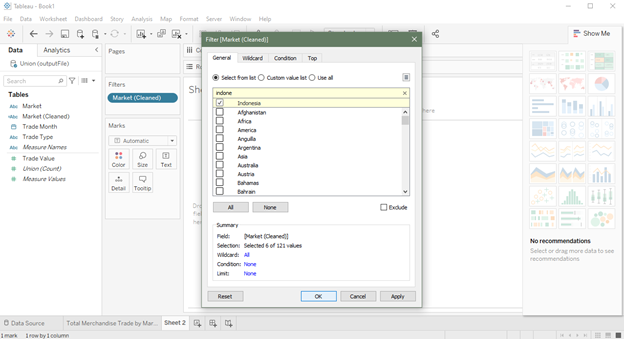 Tableau - Book1
File Data Worksheet Dashboard Story Analysis Map Format Server Window Help
Show Me
Data Analytics
Union (outputFile)
Search
Tables
Abc Market
Abc Market (Cleaned)
Trade Month
Abc Trade Type
Abc Measure Names
Trade Value
Union (Count)
Measure Values
Pages
Filters
Market (Cleaned)
Marks
Automatic
Color Size Text
Detail Tooltip
Filter [Market (Cleaned)]
General Wildcard Condition Top
Select from list Custom value list Use all
indone
Indonesia
Afghanistan
Africa
America
Anguilla
Argentina
Asia
Australia
Austria
Bahamas
Bahrain
All None Exclude
Summary
Field: [Market (Cleaned)]
Selection: Selected 6 of 121 values
Wildcard: All
Condition: None
Limit: None
Reset OK Cancel Apply
here
No recommendations
Select or drag more data to see
recommendations
Data Source Total Merchandise Trade by Mar... Sheet 2
1 mark 1 row by 1 column